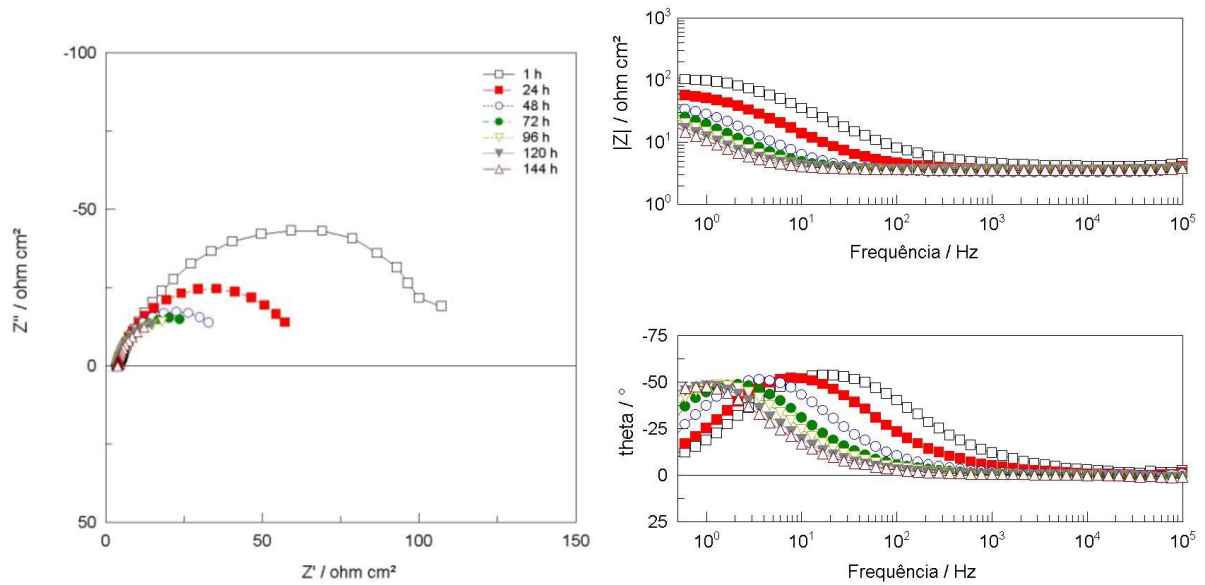 -100
-50
0
50
Z'' / ohm cm²
0
50
100
150
Z' / ohm cm²
1 h
24 h
48 h
72 h
96 h
120 h
144 h
10³
10²
10¹
10⁰
|Z| / ohm cm²
10⁰
10¹
10²
10³
10⁴
10⁵
Frequência / Hz
-75
-50
-25
0
25
theta / °
10⁰
10¹
10²
10³
10⁴
10⁵
Frequência / Hz